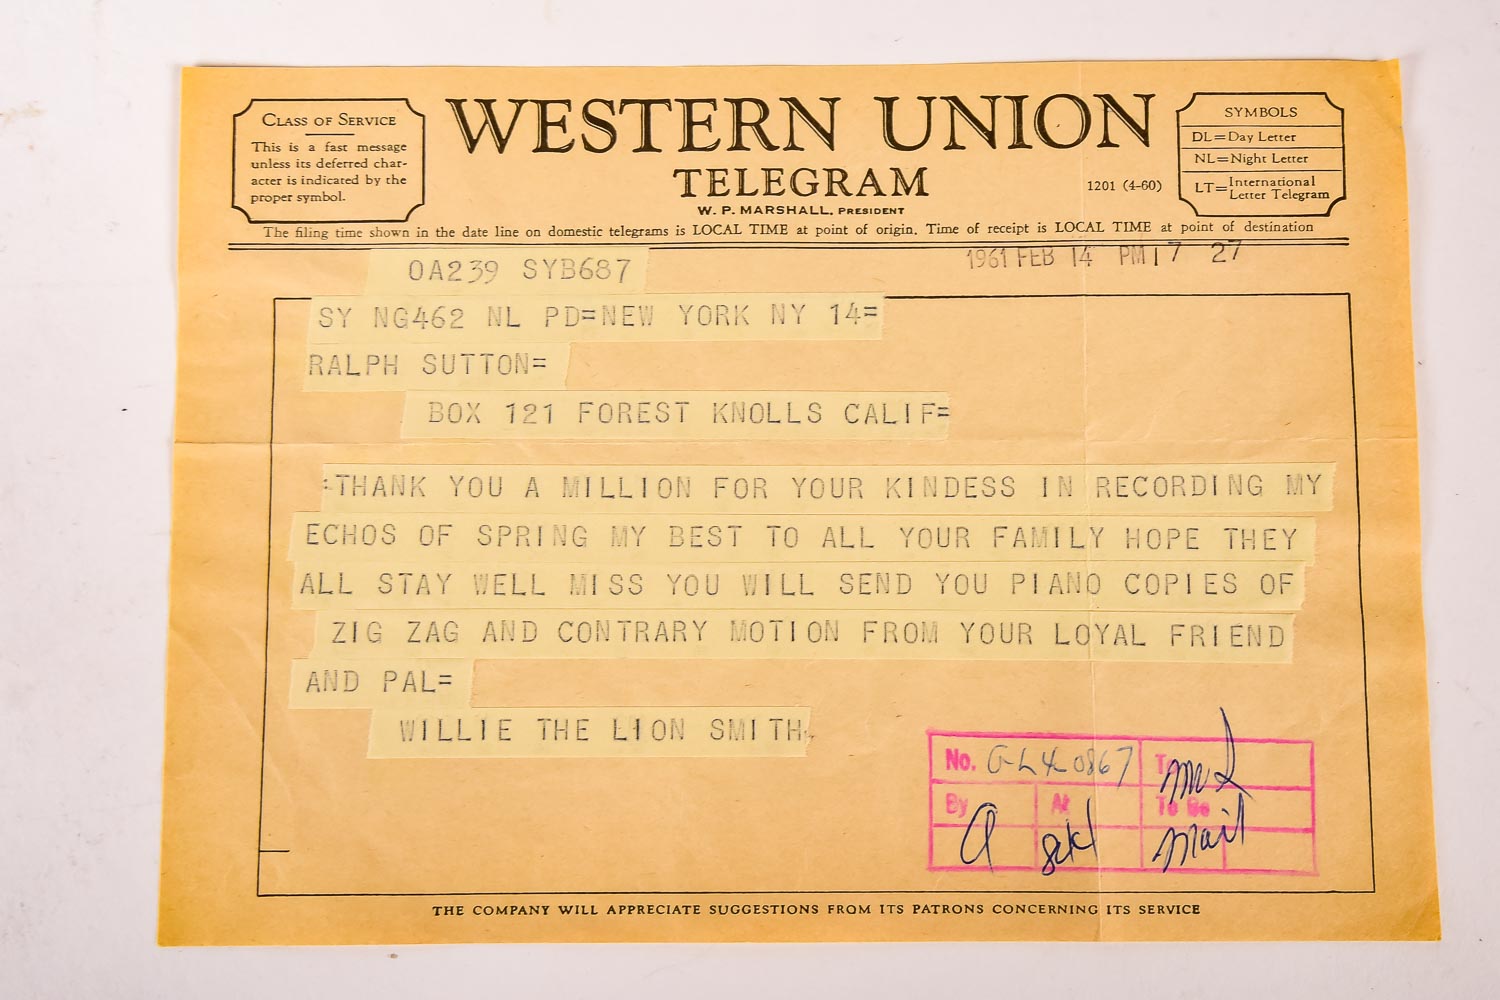 CLASS OF SERVICE
This is a fast message
unless its deferred char-
acter is indicated by the
proper symbol.
WESTERN UNION
TELEGRAM
W. P. MARSHALL, PRESIDENT
1201 (4-60)
SYMBOLS
DL=Day Letter
NL=Night Letter
LT=International Letter Telegram
The filing time shown in the date line on domestic telegrams is LOCAL TIME at point of origin. Time of receipt is LOCAL TIME at point of destination
1961 FEB 14 PM 7 27
OA239 SYB687
SY NG462 NL PD=NEW YORK NY 14=
RALPH SUTTON=
BOX 121 FOREST KNOLLS CALIF=
:THANK YOU A MILLION FOR YOUR KINDESS IN RECORDING MY
ECHOS OF SPRING MY BEST TO ALL YOUR FAMILY HOPE THEY
ALL STAY WELL MISS YOU WILL SEND YOU PIANO COPIES OF
ZIG ZAG AND CONTRARY MOTION FROM YOUR LOYAL FRIEND
AND PAL=
WILLIE THE LION SMITH.
No. G-L4-0867 To
By At To Be
mail
THE COMPANY WILL APPRECIATE SUGGESTIONS FROM ITS PATRONS CONCERNING ITS SERVICE